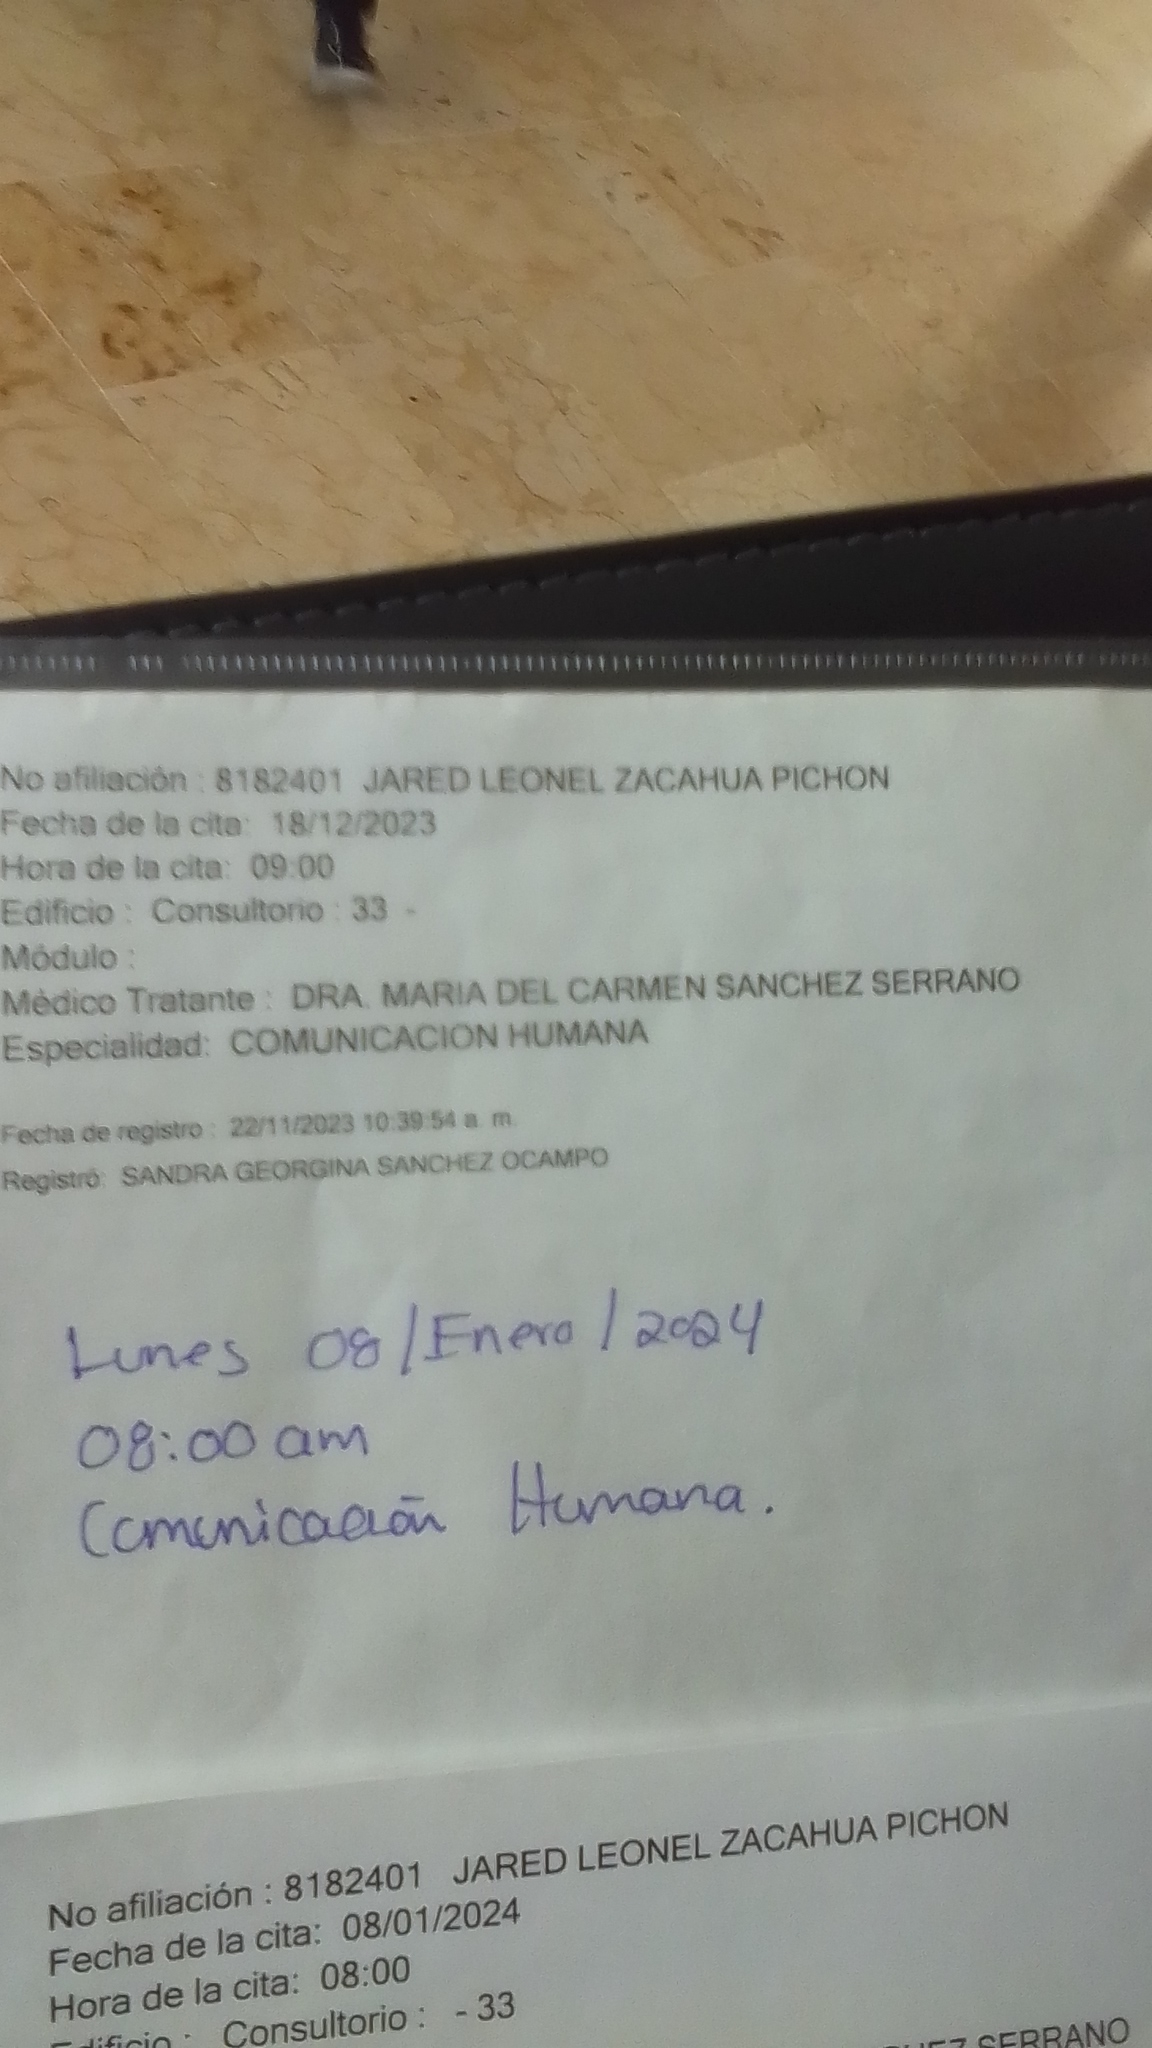 No afiliación : 8182401 JARED LEONEL ZACAHUA PICHON
Fecha de la cita: 18/12/2023
Hora de la cita: 09:00
Edificio : Consultorio : 33 -
Módulo :
Médico Tratante : DRA. MARIA DEL CARMEN SANCHEZ SERRANO
Especialidad: COMUNICACION HUMANA
Fecha de registro : 22/11/2023 10:39:54 a. m.
Registró: SANDRA GEORGINA SANCHEZ OCAMPO
Lunes 08/Enero/2024
08:00 am
Comunicación Humana.
No afiliación : 8182401 JARED LEONEL ZACAHUA PICHON
Fecha de la cita: 08/01/2024
Hora de la cita: 08:00
Edificio : Consultorio : - 33
SERRANO